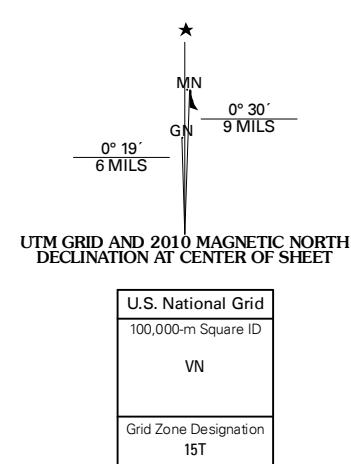 MN
0° 30´
9 MILS
GN
0° 19´
6 MILS
UTM GRID AND 2010 MAGNETIC NORTH
DECLINATION AT CENTER OF SHEET
U.S. National Grid
100,000-m Square ID
VN
Grid Zone Designation
15T